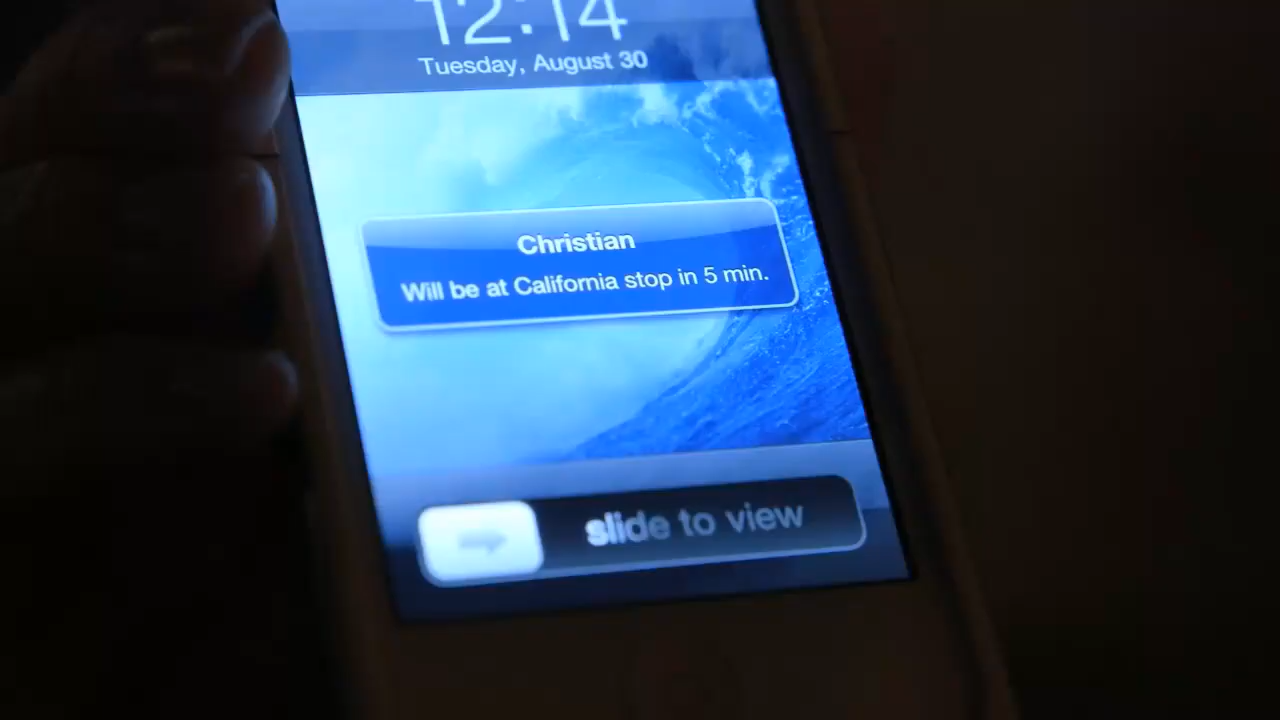 12:14
Tuesday, August 30
Christian
Will be at California stop in 5 min.
slide to view